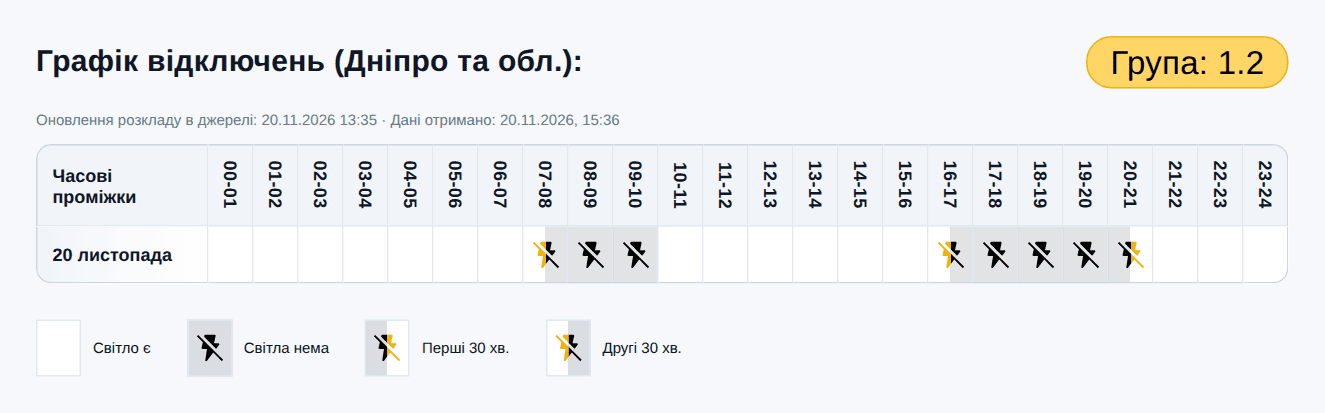 Графік відключень (Дніпро та обл.):
Група: 1.2
Оновлення розкладу в джерелі: 20.11.2026 13:35 · Дані отримано: 20.11.2026, 15:36
Часові
проміжки
00-01
01-02
02-03
03-04
04-05
05-06
06-07
07-08
08-09
09-10
10-11
11-12
12-13
13-14
14-15
15-16
16-17
17-18
18-19
19-20
20-21
21-22
22-23
23-24
20 листопада
Світло є
Світла нема
Перші 30 хв.
Другі 30 хв.